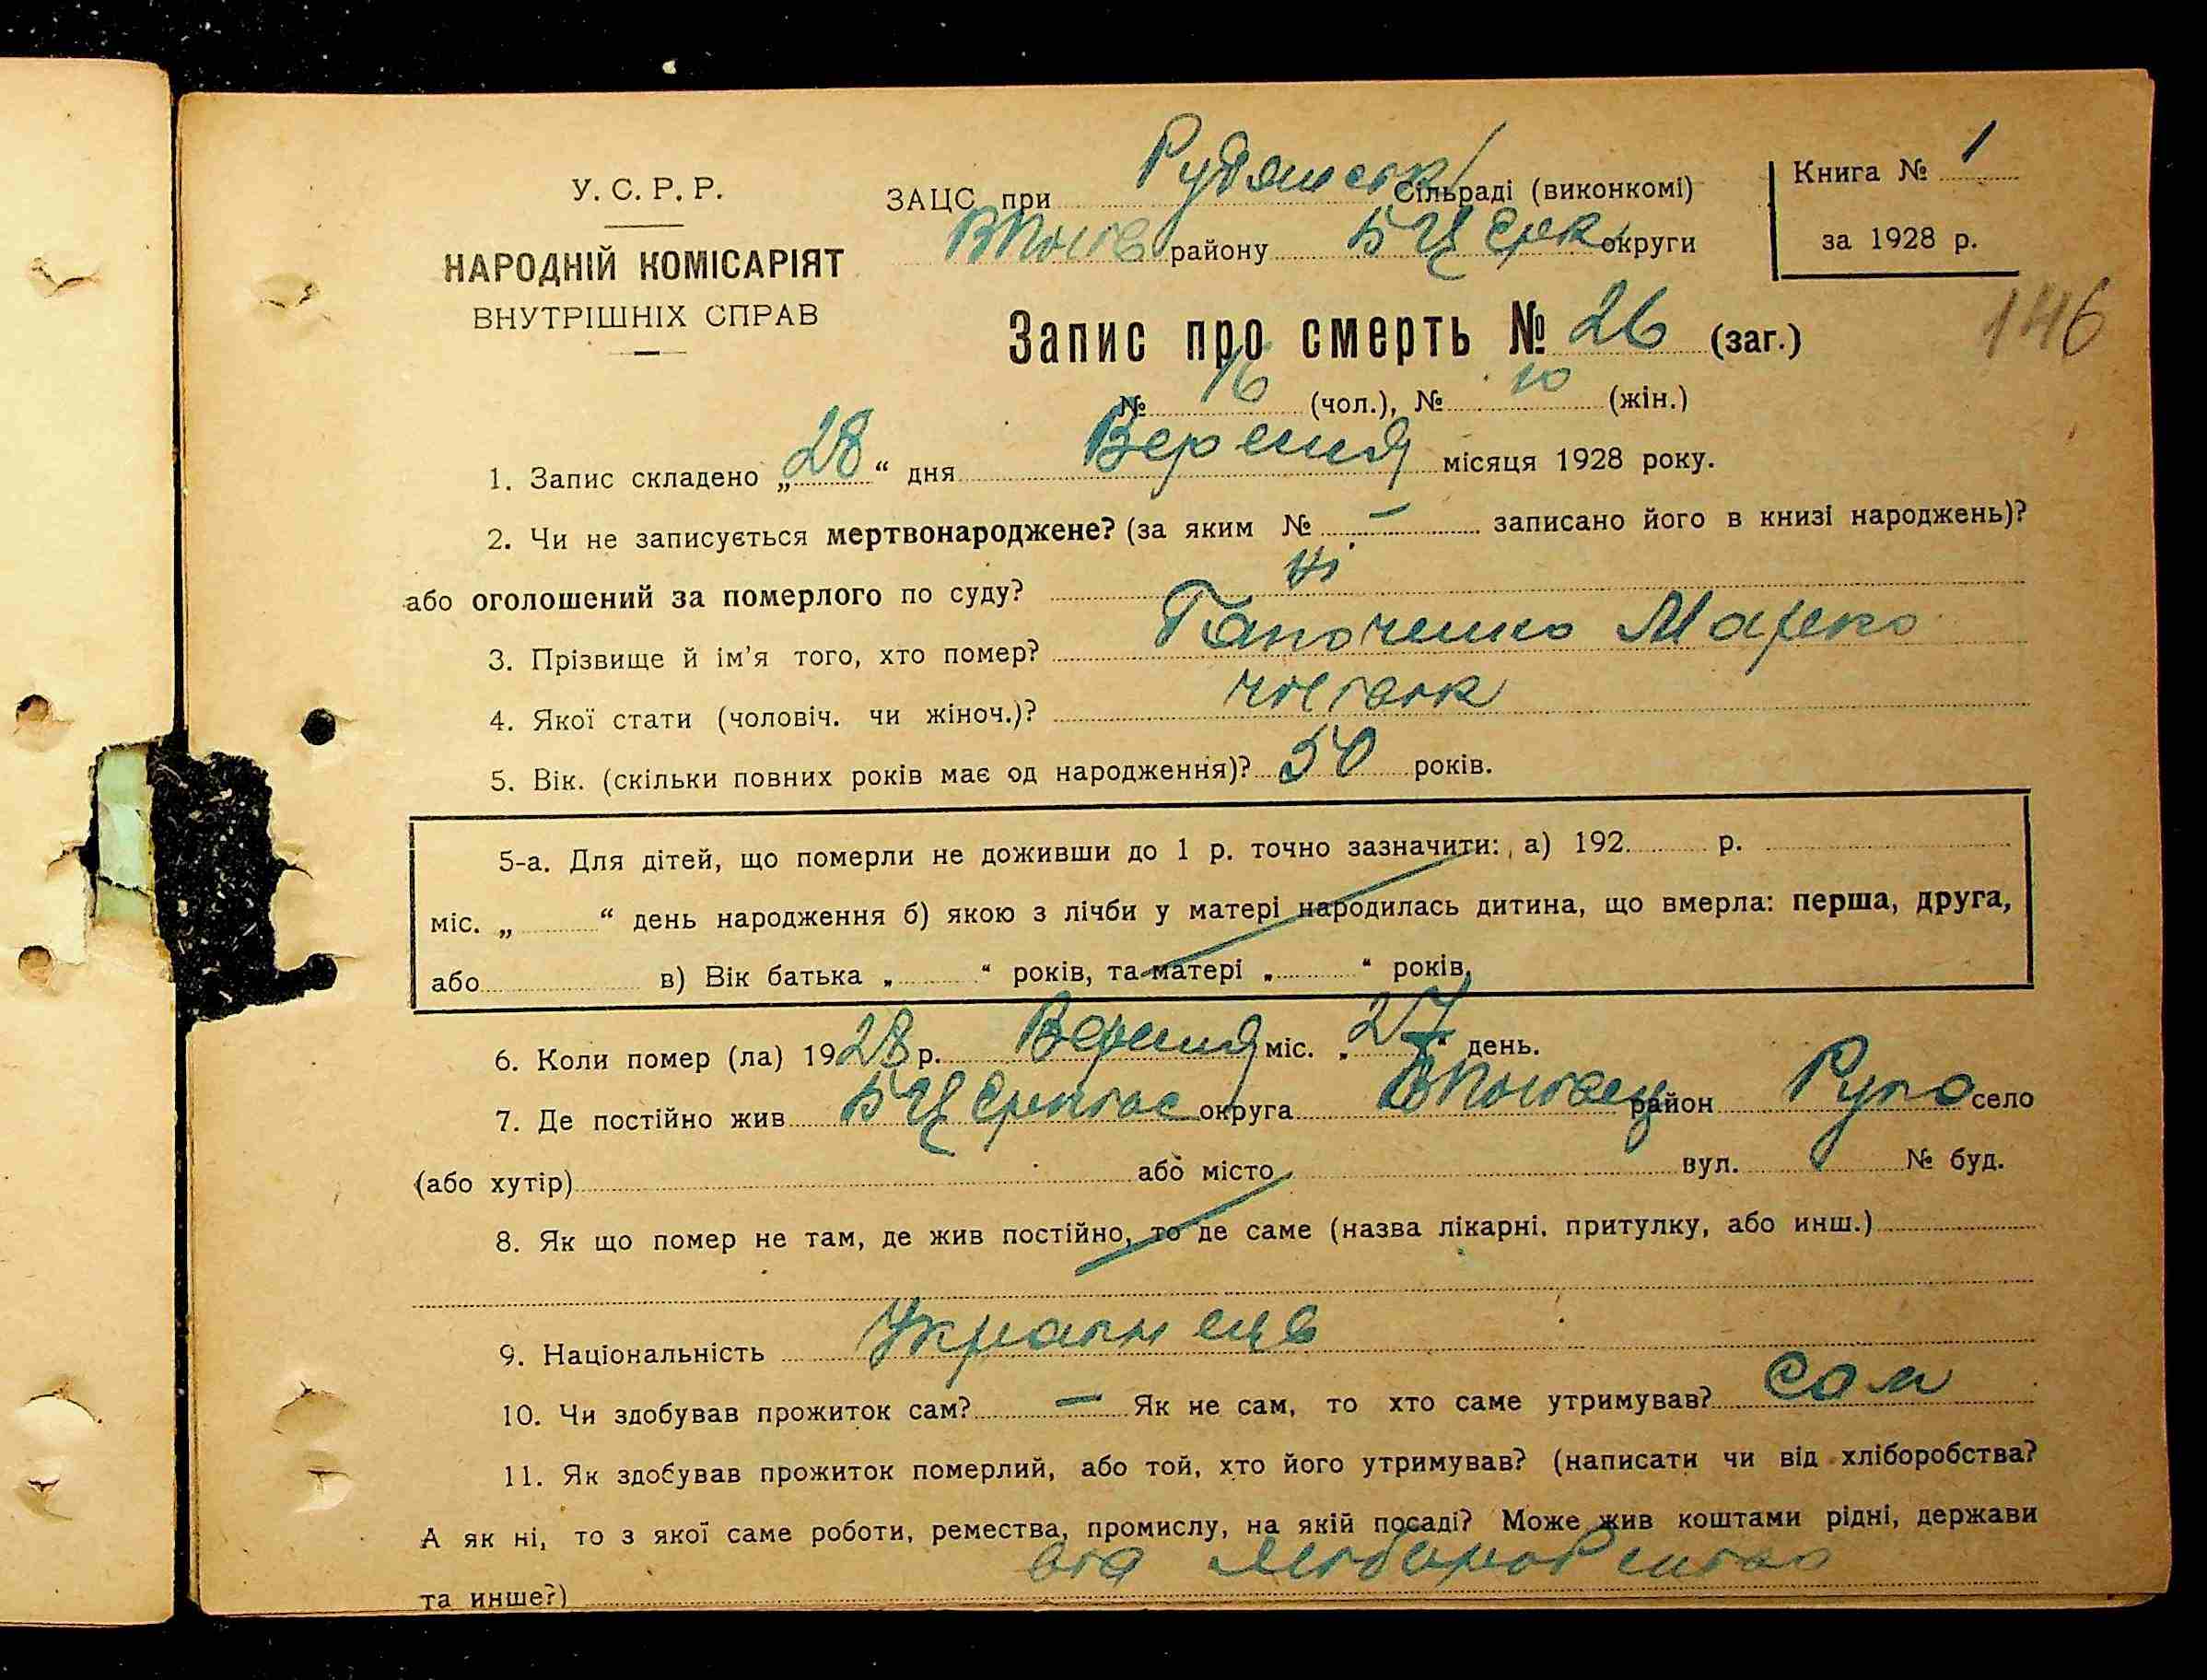 У. С. Р. Р.
НАРОДНІЙ КОМІСАРІЯТ
ВНУТРІШНІХ СПРАВ
ЗАЦС при Рудянськ Сільраді (виконкомі)
району Б Церк округи
Книга № 1
за 1928 р.
146
Запис про смерть № 26 (заг.)
№ 16 (чол.), № 10 (жін.)
1. Запис складено „28“ дня Вересня місяця 1928 року.
2. Чи не записується мертвонароджене? (за яким № – записано його в книзі народжень)?
або оголошений за померлого по суду? Ні
3. Прізвище й ім'я того, хто помер? Марко
4. Якої стати (чоловіч. чи жіноч.)?
5. Вік. (скільки повних років має од народження)? 50 років.
5-а. Для дітей, що померли не доживши до 1 р. точно зазначити: а) 192 р.
міс. „ “ день народження б) якою з лічби у матері народилась дитина, що вмерла: перша, друга,
або в) Вік батька „ “ років, та матері „ “ років,
6. Коли помер (ла) 1928 р. Вересня міс. „27“ день.
7. Де постійно жив Б Церківс округа район Руда село
(або хутір) або місто вул. № буд.
8. Як що помер не там, де жив постійно, то де саме (назва лікарні, притулку, або инш.)
9. Національність Українець
10. Чи здобував прожиток сам? – Як не сам, то хто саме утримував? Сам
11. Як здобував прожиток померлий, або той, хто його утримував? (написати чи від хліборобства?
А як ні, то з якої саме роботи, ремества, промислу, на якій посаді? Може жив коштами рідні, держави
та инше?)